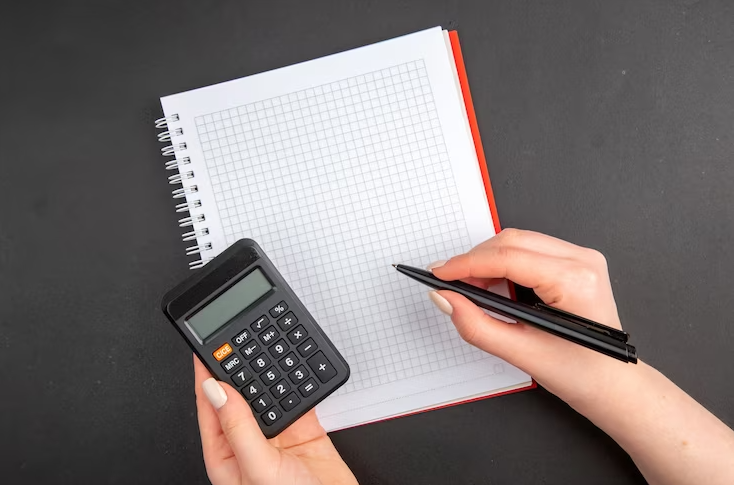 C/CE OFF √ %
MRC M− M+ ÷
7 8 9 ×
4 5 6 −
1 2 3 +
0 · =